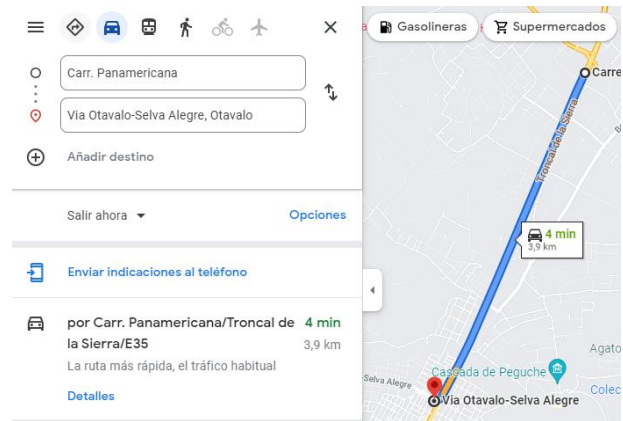 Gasolineras
Supermercados
Carr. Panamericana
Via Otavalo-Selva Alegre, Otavalo
Añadir destino
Salir ahora
Opciones
Enviar indicaciones al teléfono
por Carr. Panamericana/Troncal de
la Sierra/E35
4 min
3,9 km
La ruta más rápida, el tráfico habitual
Detalles
Carre
Troncal de la Sierra
4 min
3,9 km
Agato
Cascada de Peguche
Selva Alegre
Colec
Via Otavalo-Selva Alegre